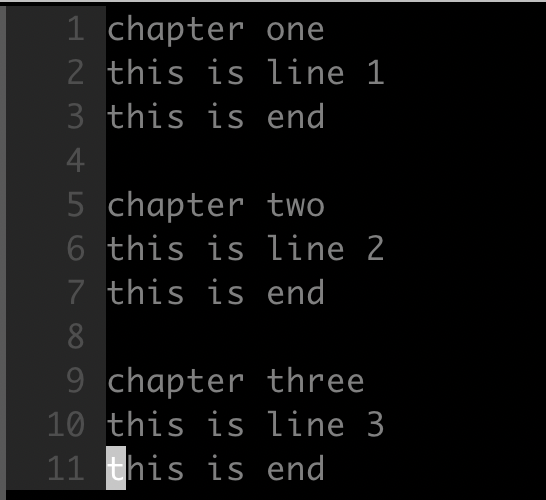 1 chapter one
2 this is line 1
3 this is end
4
5 chapter two
6 this is line 2
7 this is end
8
9 chapter three
10 this is line 3
11 this is end